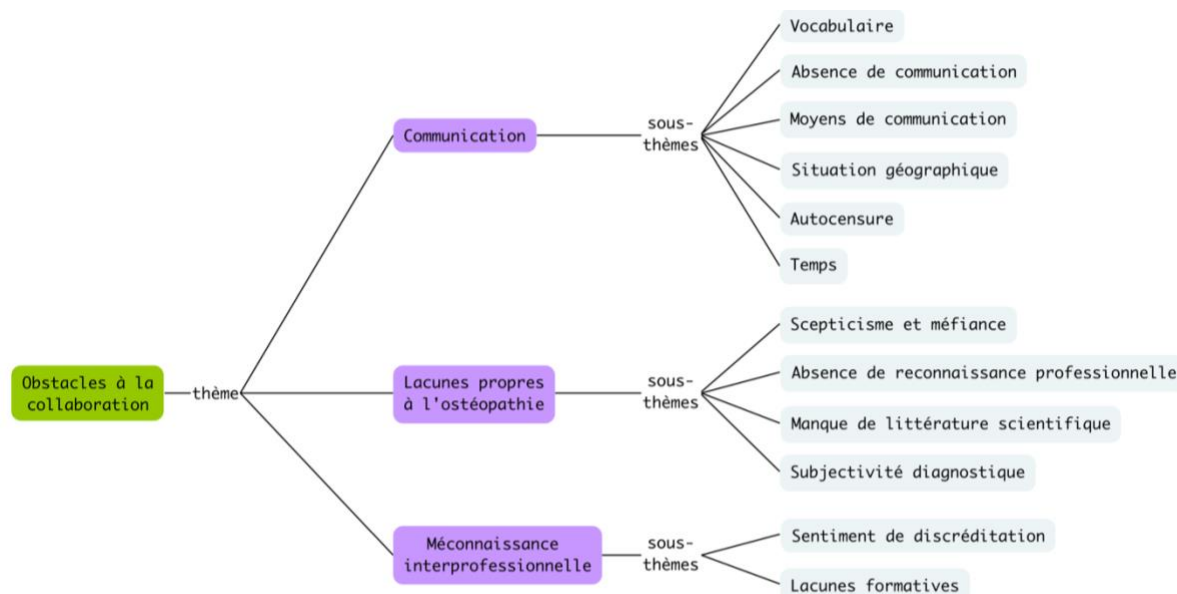 Obstacles à la
collaboration
thème
Communication
sous-
thèmes
Vocabulaire
Absence de communication
Moyens de communication
Situation géographique
Autocensure
Temps
Lacunes propres
à l'ostéopathie
sous-
thèmes
Scepticisme et méfiance
Absence de reconnaissance professionnelle
Manque de littérature scientifique
Subjectivité diagnostique
Méconnaissance
interprofessionnelle
sous-
thèmes
Sentiment de discréditation
Lacunes formatives